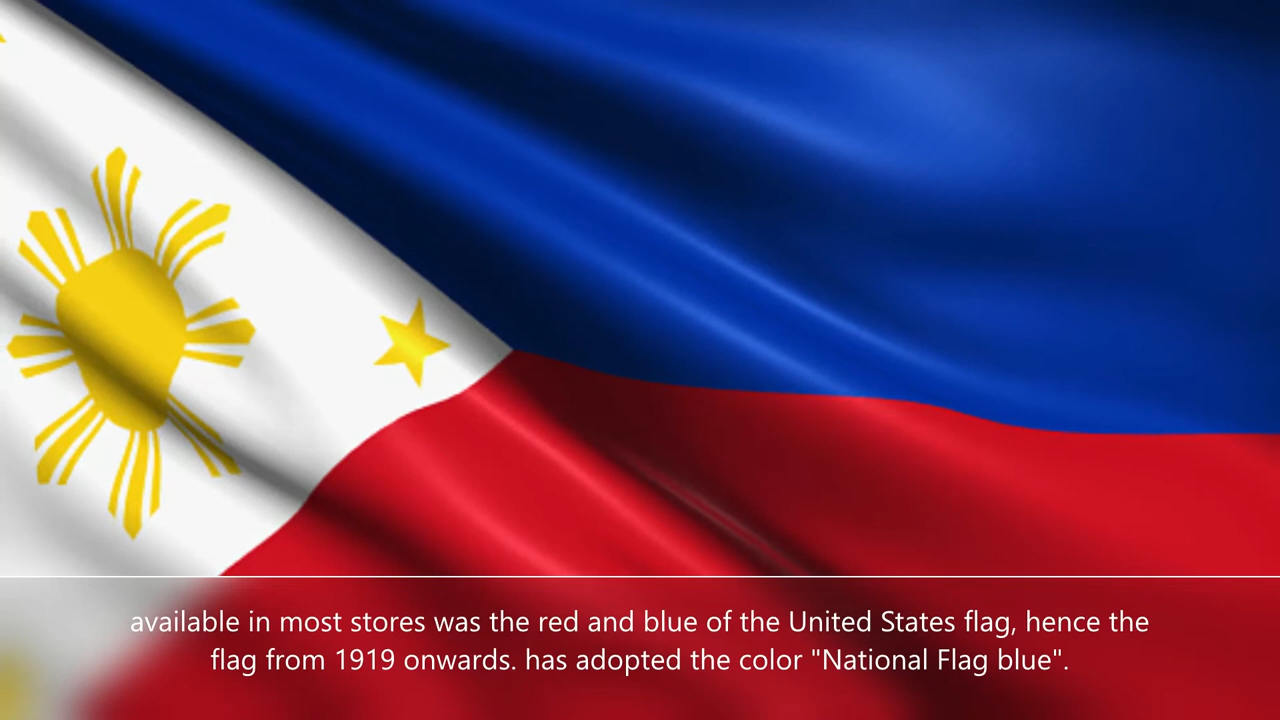 available in most stores was the red and blue of the United States flag, hence the
flag from 1919 onwards. has adopted the color "National Flag blue".